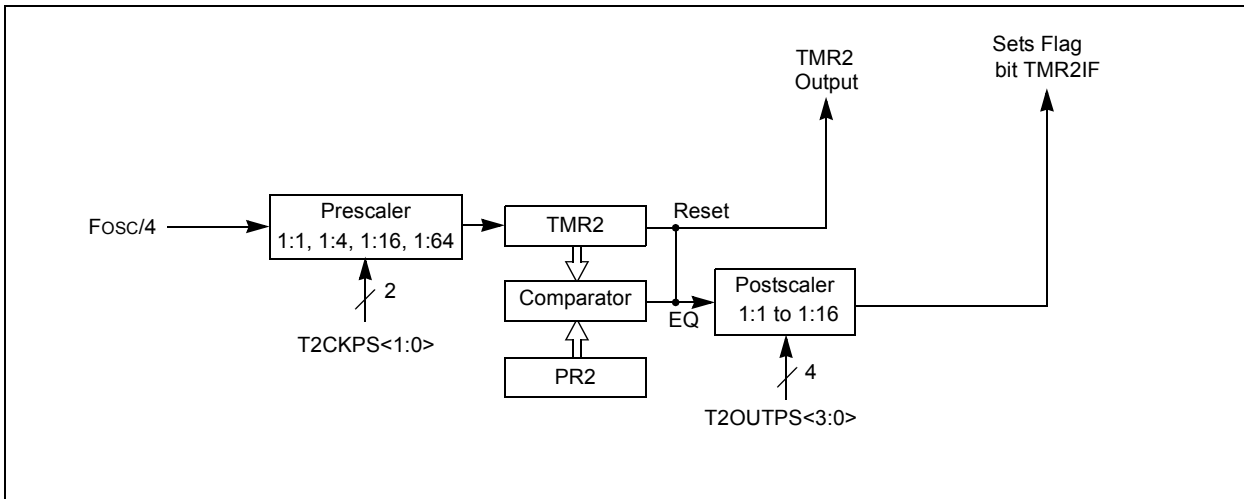 TMR2
Output
Sets Flag
bit TMR2IF
FOSC/4
Prescaler
1:1, 1:4, 1:16, 1:64
2
T2CKPS<1:0>
TMR2
Reset
Comparator
EQ
Postscaler
1:1 to 1:16
PR2
4
T2OUTPS<3:0>